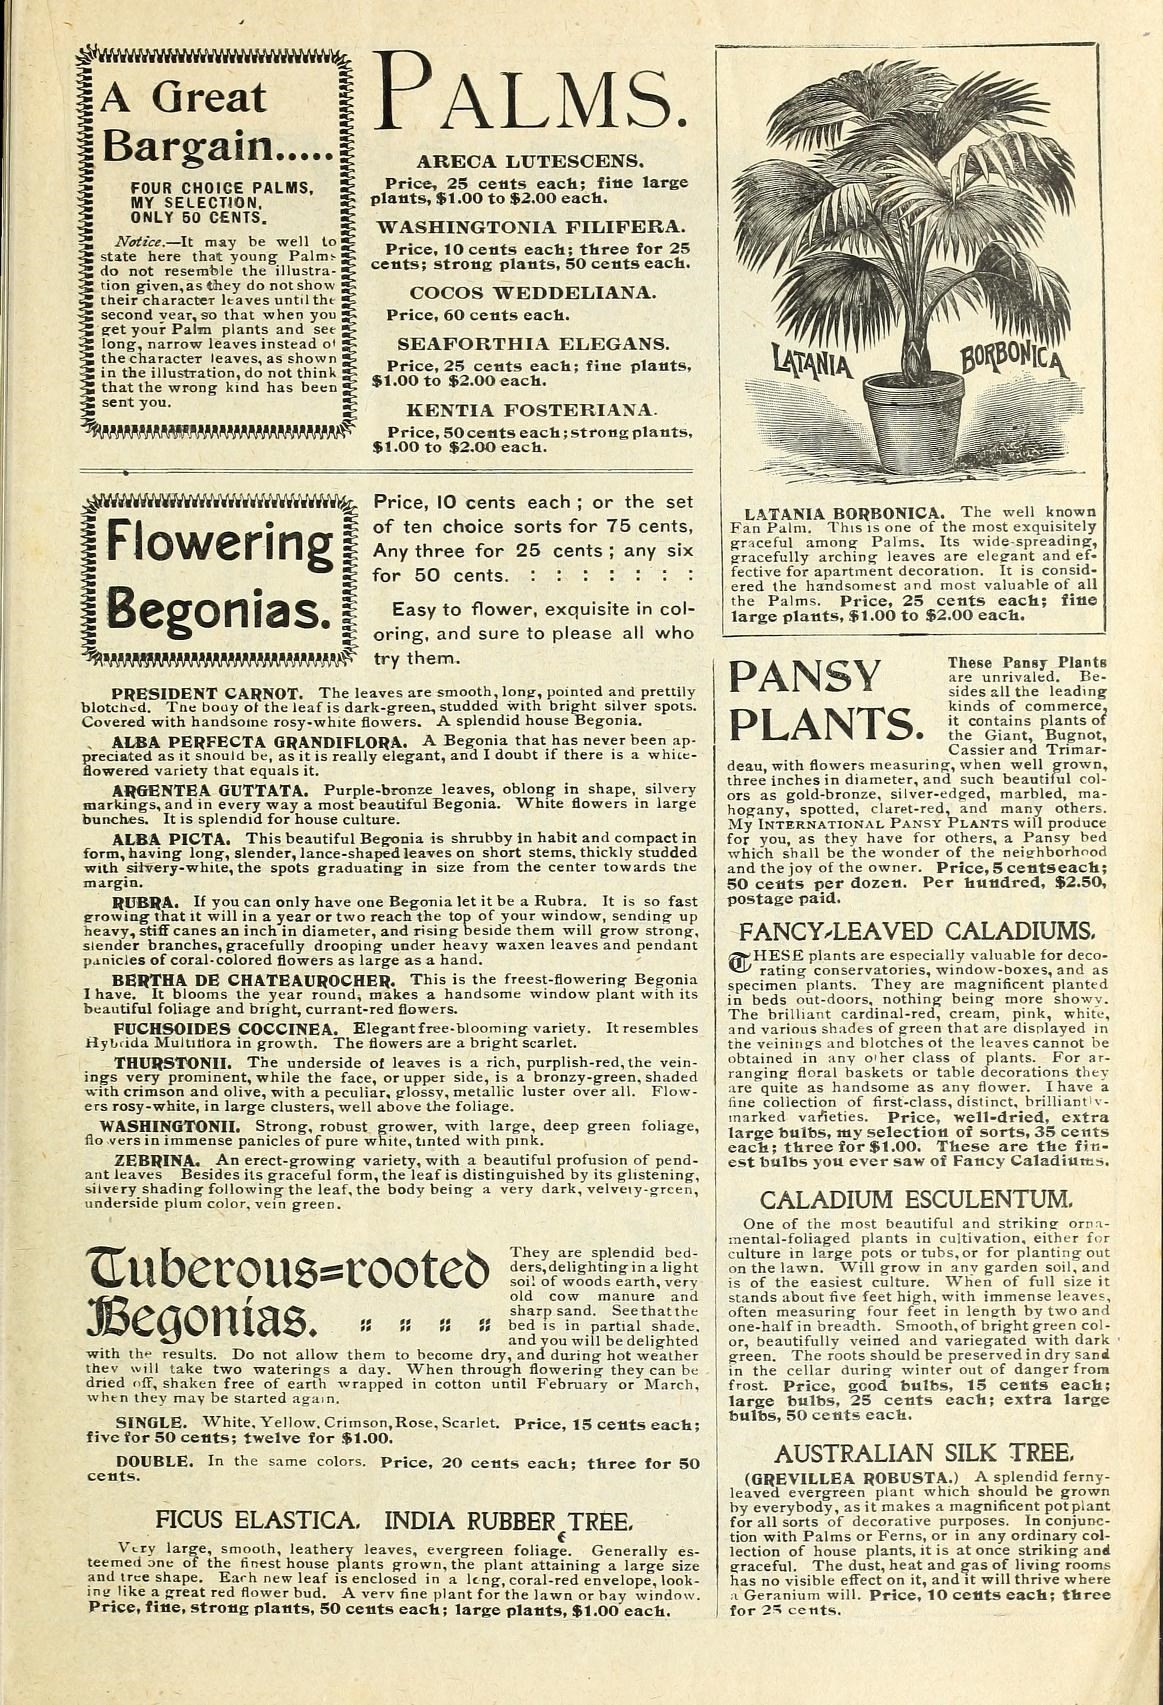 A Great
Bargain.....
FOUR CHOICE PALMS,
MY SELECTION,
ONLY 50 CENTS.
Notice.—It may be well to
state here that young Palms
do not resemble the illustra-
tion given, as they do not show
their character leaves until the
second year, so that when you
get your Palm plants and see
long, narrow leaves instead of
the character leaves, as shown
in the illustration, do not think
that the wrong kind has been
sent you.
PALMS.
ARECA LUTESCENS.
Price, 25 cents each; fine large
plants, $1.00 to $2.00 each.
WASHINGTONIA FILIFERA.
Price, 10 cents each; three for 25
cents; strong plants, 50 cents each.
COCOS WEDDELIANA.
Price, 60 cents each.
SEAFORTHIA ELEGANS.
Price, 25 cents each; fine plants,
$1.00 to $2.00 each.
KENTIA FOSTERIANA.
Price, 50 cents each; strong plants,
$1.00 to $2.00 each.
LATANIA BORBONICA
LATANIA BORBONICA. The well known
Fan Palm. This is one of the most exquisitely
graceful among Palms. Its wide-spreading,
gracefully arching leaves are elegant and ef-
fective for apartment decoration. It is consid-
ered the handsomest and most valuable of all
the Palms. Price, 25 cents each; fine
large plants, $1.00 to $2.00 each.
Flowering
Begonias.
Price, 10 cents each; or the set
of ten choice sorts for 75 cents,
Any three for 25 cents; any six
for 50 cents. : : : : : : :
Easy to flower, exquisite in col-
oring, and sure to please all who
try them.
PRESIDENT CARNOT. The leaves are smooth, long, pointed and prettily
blotched. The body of the leaf is dark-green, studded with bright silver spots.
Covered with handsome rosy-white flowers. A splendid house Begonia.
ALBA PERFECTA GRANDIFLORA. A Begonia that has never been ap-
preciated as it should be, as it is really elegant, and I doubt if there is a white-
flowered variety that equals it.
ARGENTEA GUTTATA. Purple-bronze leaves, oblong in shape, silvery
markings, and in every way a most beautiful Begonia. White flowers in large
bunches. It is splendid for house culture.
ALBA PICTA. This beautiful Begonia is shrubby in habit and compact in
form, having long, slender, lance-shaped leaves on short stems, thickly studded
with silvery-white, the spots graduating in size from the center towards the
margin.
RUBRA. If you can only have one Begonia let it be a Rubra. It is so fast
growing that it will in a year or two reach the top of your window, sending up
heavy, stiff canes an inch in diameter, and rising beside them will grow strong,
slender branches, gracefully drooping under heavy waxen leaves and pendant
panicles of coral-colored flowers as large as a hand.
BERTHA DE CHATEAUROCHER. This is the freest-flowering Begonia
I have. It blooms the year round, makes a handsome window plant with its
beautiful foliage and bright, currant-red flowers.
FUCHSOIDES COCCINEA. Elegant free-blooming variety. It resembles
Hybrida Multiflora in growth. The flowers are a bright scarlet.
THURSTONII. The underside of leaves is a rich, purplish-red, the vein-
ings very prominent, while the face, or upper side, is a bronzy-green, shaded
with crimson and olive, with a peculiar, glossy, metallic luster over all. Flow-
ers rosy-white, in large clusters, well above the foliage.
WASHINGTONII. Strong, robust grower, with large, deep green foliage,
flowers in immense panicles of pure white, tinted with pink.
ZEBRINA. An erect-growing variety, with a beautiful profusion of pend-
ant leaves Besides its graceful form, the leaf is distinguished by its glistening,
silvery shading following the leaf, the body being a very dark, velvety-green,
underside plum color, vein green.
Tuberous=rooted
Begonias.
They are splendid bed-
ders, delighting in a light
soil of woods earth, very
old cow manure and
sharp sand. See that the
bed is in partial shade,
and you will be delighted
with the results. Do not allow them to become dry, and during hot weather
they will take two waterings a day. When through flowering they can be
dried off, shaken free of earth wrapped in cotton until February or March,
when they may be started again.
SINGLE. White, Yellow, Crimson, Rose, Scarlet. Price, 15 cents each;
five for 50 cents; twelve for $1.00.
DOUBLE. In the same colors. Price, 20 cents each; three for 50
cents.
FICUS ELASTICA. INDIA RUBBER TREE.
Very large, smooth, leathery leaves, evergreen foliage. Generally es-
teemed one of the finest house plants grown, the plant attaining a large size
and tree shape. Each new leaf is enclosed in a long, coral-red envelope, look-
ing like a great red flower bud. A very fine plant for the lawn or bay window.
Price, fine, strong plants, 50 cents each; large plants, $1.00 each.
PANSY
PLANTS.
These Pansy Plants
are unrivaled. Be-
sides all the leading
kinds of commerce,
it contains plants of
the Giant, Bugnot,
Cassier and Trimar-
deau, with flowers measuring, when well grown,
three inches in diameter, and such beautiful col-
ors as gold-bronze, silver-edged, marbled, ma-
hogany, spotted, claret-red, and many others.
My INTERNATIONAL PANSY PLANTS will produce
for you, as they have for others, a Pansy bed
which shall be the wonder of the neighborhood
and the joy of the owner. Price, 5 cents each;
50 cents per dozen. Per hundred, $2.50,
postage paid.
FANCY-LEAVED CALADIUMS.
THESE plants are especially valuable for deco-
rating conservatories, window-boxes, and as
specimen plants. They are magnificent planted
in beds out-doors, nothing being more showy.
The brilliant cardinal-red, cream, pink, white,
and various shades of green that are displayed in
the veinings and blotches of the leaves cannot be
obtained in any other class of plants. For ar-
ranging floral baskets or table decorations they
are quite as handsome as any flower. I have a
fine collection of first-class, distinct, brilliantly-
marked varieties. Price, well-dried, extra
large bulbs, my selection of sorts, 35 cents
each; three for $1.00. These are the fin-
est bulbs you ever saw of Fancy Caladiums.
CALADIUM ESCULENTUM.
One of the most beautiful and striking orna-
mental-foliaged plants in cultivation, either for
culture in large pots or tubs, or for planting out
on the lawn. Will grow in any garden soil, and
is of the easiest culture. When of full size it
stands about five feet high, with immense leaves,
often measuring four feet in length by two and
one-half in breadth. Smooth, of bright green col-
or, beautifully veined and variegated with dark
green. The roots should be preserved in dry sand
in the cellar during winter out of danger from
frost. Price, good bulbs, 15 cents each;
large bulbs, 25 cents each; extra large
bulbs, 50 cents each.
AUSTRALIAN SILK TREE.
(GREVILLEA ROBUSTA.) A splendid ferny-
leaved evergreen plant which should be grown
by everybody, as it makes a magnificent pot plant
for all sorts of decorative purposes. In conjunc-
tion with Palms or Ferns, or in any ordinary col-
lection of house plants, it is at once striking and
graceful. The dust, heat and gas of living rooms
has no visible effect on it, and it will thrive where
a Geranium will. Price, 10 cents each; three
for 25 cents.